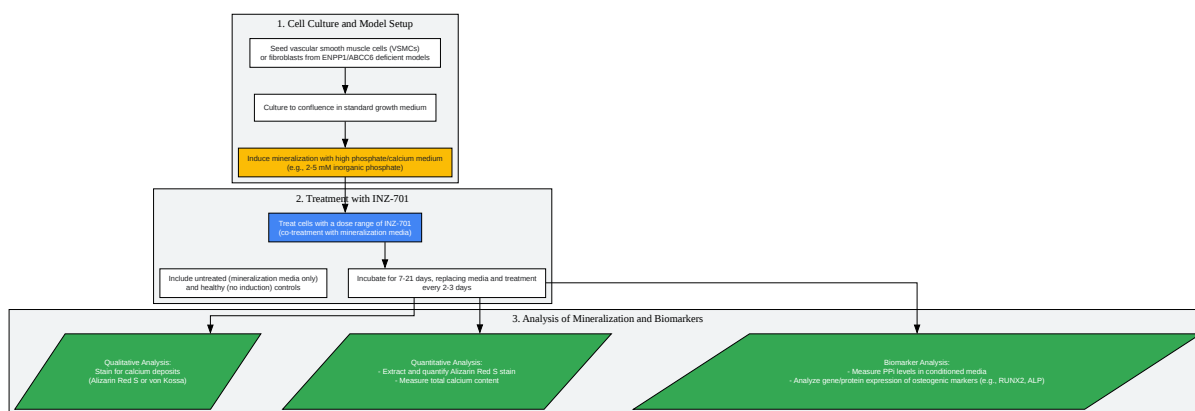 1. Cell Culture and Model Setup
Seed vascular smooth muscle cells (VSMCs)
or fibroblasts from ENPP1/ABCC6 deficient models
Culture to confluence in standard growth medium
Induce mineralization with high phosphate/calcium medium
(e.g., 2-5 mM inorganic phosphate)
2. Treatment with INZ-701
Treat cells with a dose range of INZ-701
(co-treatment with mineralization media)
Include untreated (mineralization media only)
and healthy (no induction) controls
Incubate for 7-21 days, replacing media and treatment
every 2-3 days
3. Analysis of Mineralization and Biomarkers
Qualitative Analysis:
Stain for calcium deposits
(Alizarin Red S or von Kossa)
Quantitative Analysis:
- Extract and quantify Alizarin Red S stain
- Measure total calcium content
Biomarker Analysis:
- Measure PPi levels in conditioned media
- Analyze gene/protein expression of osteogenic markers (e.g., RUNX2, ALP)